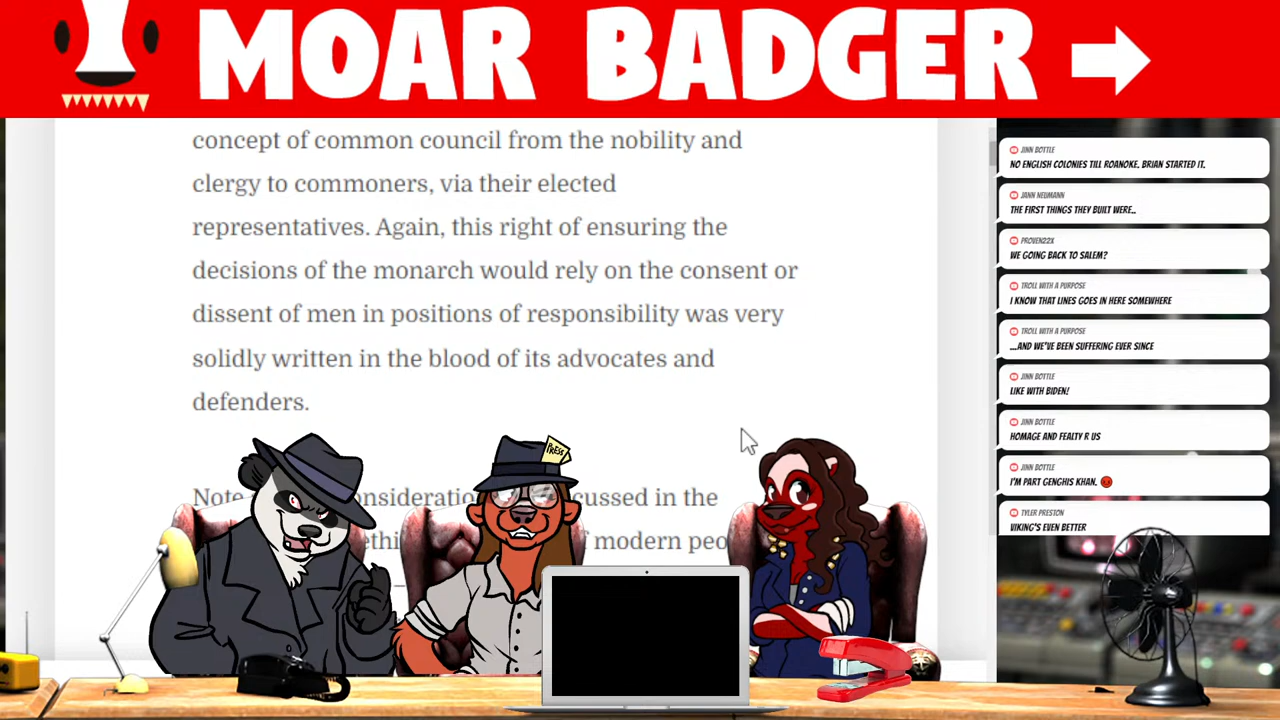 MOAR BADGER
concept of common council from the nobility and
clergy to commoners, via their elected
representatives. Again, this right of ensuring the
decisions of the monarch would rely on the consent or
dissent of men in positions of responsibility was very
solidly written in the blood of its advocates and
defenders.
Note
cussed in the
of modern
PRESS
JINN BOTTLE
NO ENGLISH COLONIES TILL ROANOKE, BRIAN STARTED IT.
JANN NEUMANN
THE FIRST THINGS THEY BUILT WERE..
PROVEN22X
WE GOING BACK TO SALEM?
TROLL WITH A PURPOSE
I KNOW THAT LINES GOES IN HERE SOMEWHERE
TROLL WITH A PURPOSE
...AND WE'VE BEEN SUFFERING EVER SINCE
JINN BOTTLE
LIKE WITH BIDEN!
JINN BOTTLE
HOMAGE AND FEALTY R US
JINN BOTTLE
I'M PART GENGHIS KHAN.
TYLER PRESTON
VIKING'S EVEN BETTER